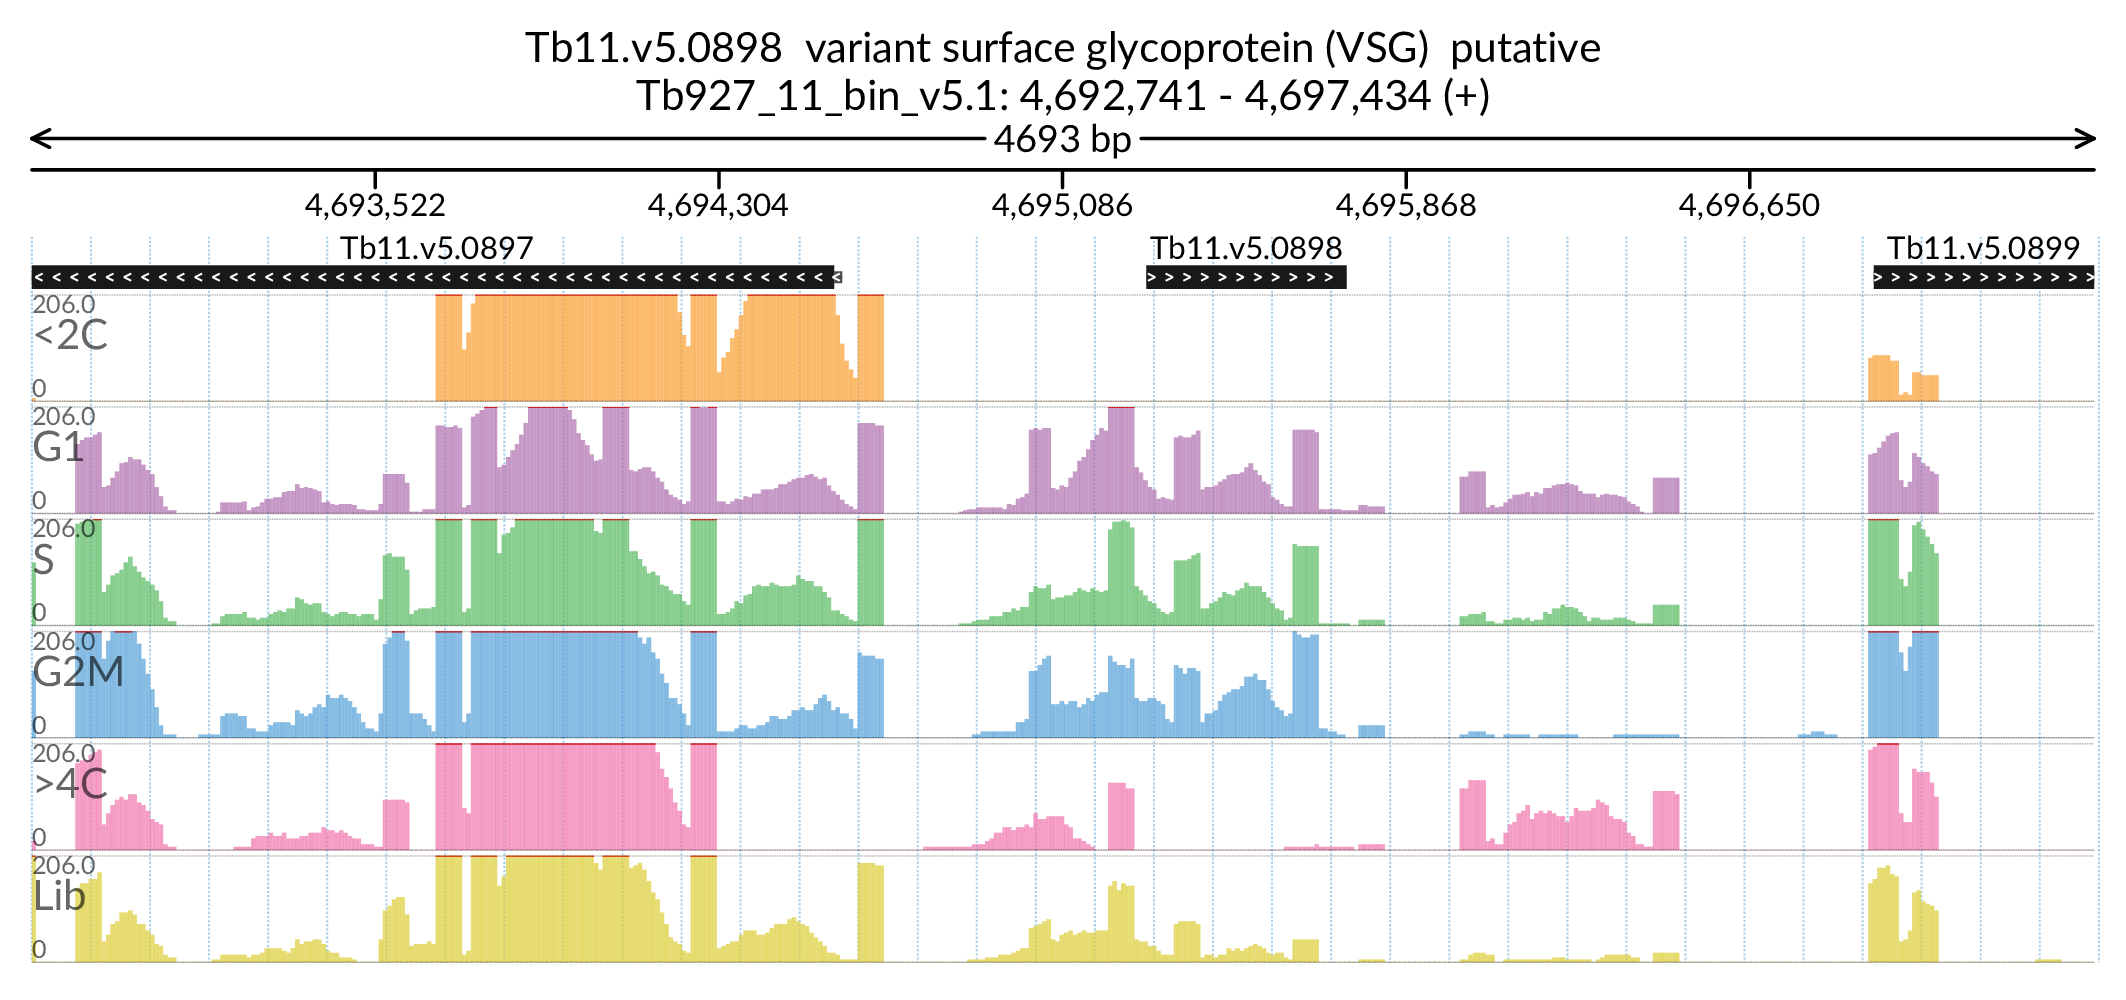 Tb11.v5.0898  variant surface glycoprotein (VSG)  putative
Tb927_11_bin_v5.1: 4,692,741 - 4,697,434 (+)
4693 bp
4,693,522 4,694,304 4,695,086 4,695,868 4,696,650
Tb11.v5.0897 Tb11.v5.0898 Tb11.v5.0899
206.0
<2C
0
206.0
G1
0
206.0
S
0
206.0
G2M
0
206.0
>4C
0
206.0
Lib
0